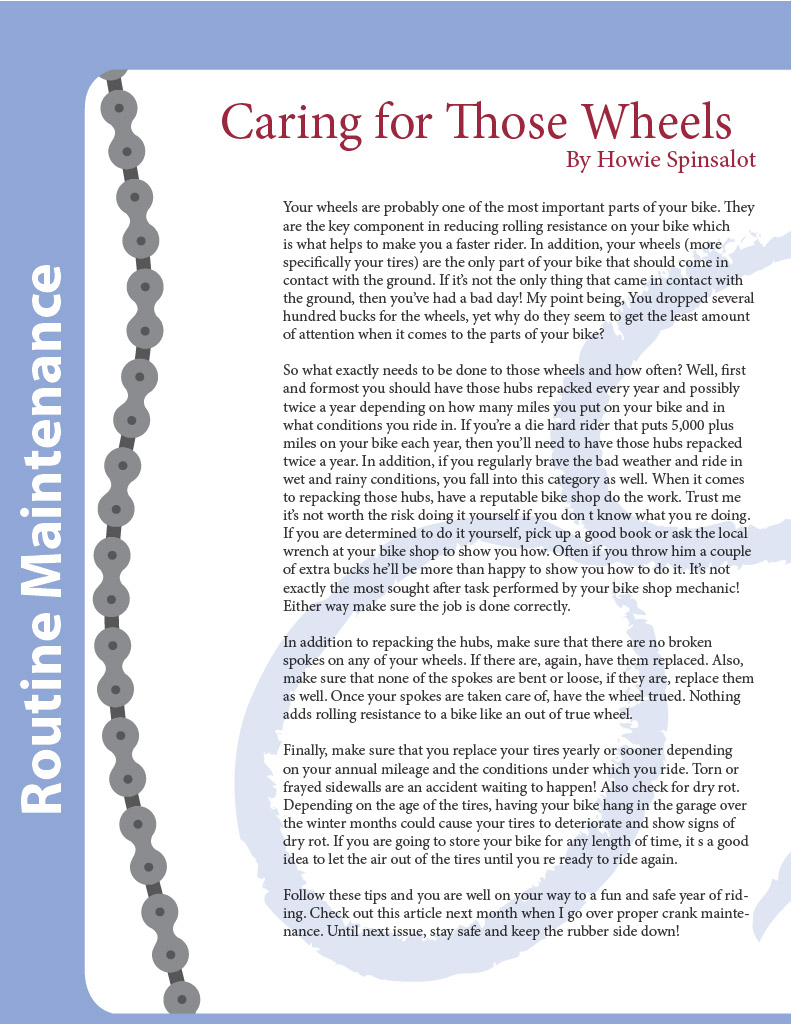 Routine Maintenance
Caring for Those Wheels
By Howie Spinsalot
Your wheels are probably one of the most important parts of your bike. They
are the key component in reducing rolling resistance on your bike which
is what helps to make you a faster rider. In addition, your wheels (more
specifically your tires) are the only part of your bike that should come in
contact with the ground. If it's not the only thing that came in contact with
the ground, then you've had a bad day! My point being, You dropped several
hundred bucks for the wheels, yet why do they seem to get the least amount
of attention when it comes to the parts of your bike?
So what exactly needs to be done to those wheels and how often? Well, first
and formost you should have those hubs repacked every year and possibly
twice a year depending on how many miles you put on your bike and in
what conditions you ride in. If you're a die hard rider that puts 5,000 plus
miles on your bike each year, then you'll need to have those hubs repacked
twice a year. In addition, if you regularly brave the bad weather and ride in
wet and rainy conditions, you fall into this category as well. When it comes
to repacking those hubs, have a reputable bike shop do the work. Trust me
it's not worth the risk doing it yourself if you don t know what you re doing.
If you are determined to do it yourself, pick up a good book or ask the local
wrench at your bike shop to show you how. Often if you throw him a couple
of extra bucks he'll be more than happy to show you how to do it. It's not
exactly the most sought after task performed by your bike shop mechanic!
Either way make sure the job is done correctly.
In addition to repacking the hubs, make sure that there are no broken
spokes on any of your wheels. If there are, again, have them replaced. Also,
make sure that none of the spokes are bent or loose, if they are, replace them
as well. Once your spokes are taken care of, have the wheel trued. Nothing
adds rolling resistance to a bike like an out of true wheel.
Finally, make sure that you replace your tires yearly or sooner depending
on your annual mileage and the conditions under which you ride. Torn or
frayed sidewalls are an accident waiting to happen! Also check for dry rot.
Depending on the age of the tires, having your bike hang in the garage over
the winter months could cause your tires to deteriorate and show signs of
dry rot. If you are going to store your bike for any length of time, it s a good
idea to let the air out of the tires until you re ready to ride again.
Follow these tips and you are well on your way to a fun and safe year of rid-
ing. Check out this article next month when I go over proper crank mainte-
nance. Until next issue, stay safe and keep the rubber side down!